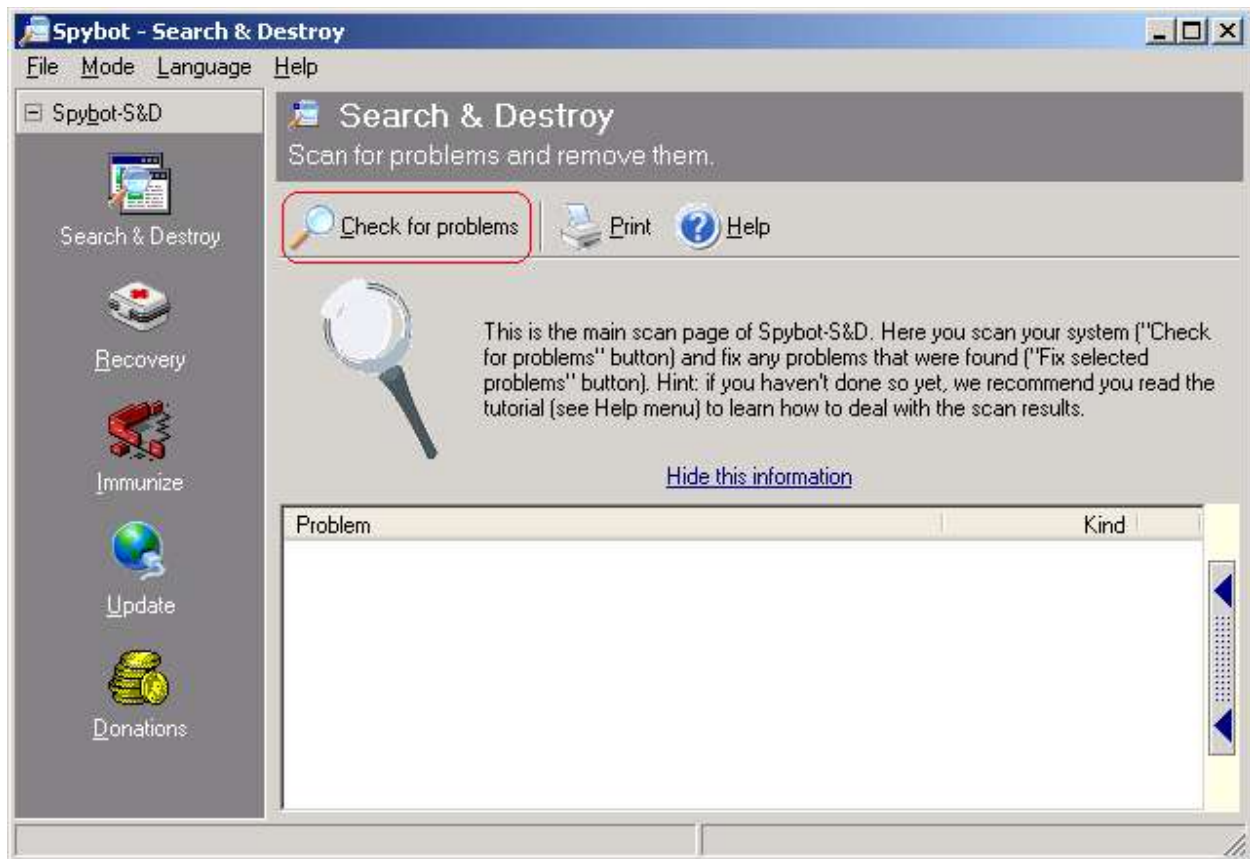 Spybot - Search & Destroy
File Mode Language Help
Spybot-S&D
Search & Destroy
Recovery
Immunize
Update
Donations
Search & Destroy
Scan for problems and remove them.
Check for problems Print Help
This is the main scan page of Spybot-S&D. Here you scan your system ("Check
for problems" button) and fix any problems that were found ("Fix selected
problems" button). Hint: if you haven't done so yet, we recommend you read the
tutorial (see Help menu) to learn how to deal with the scan results.
Hide this information
Problem Kind